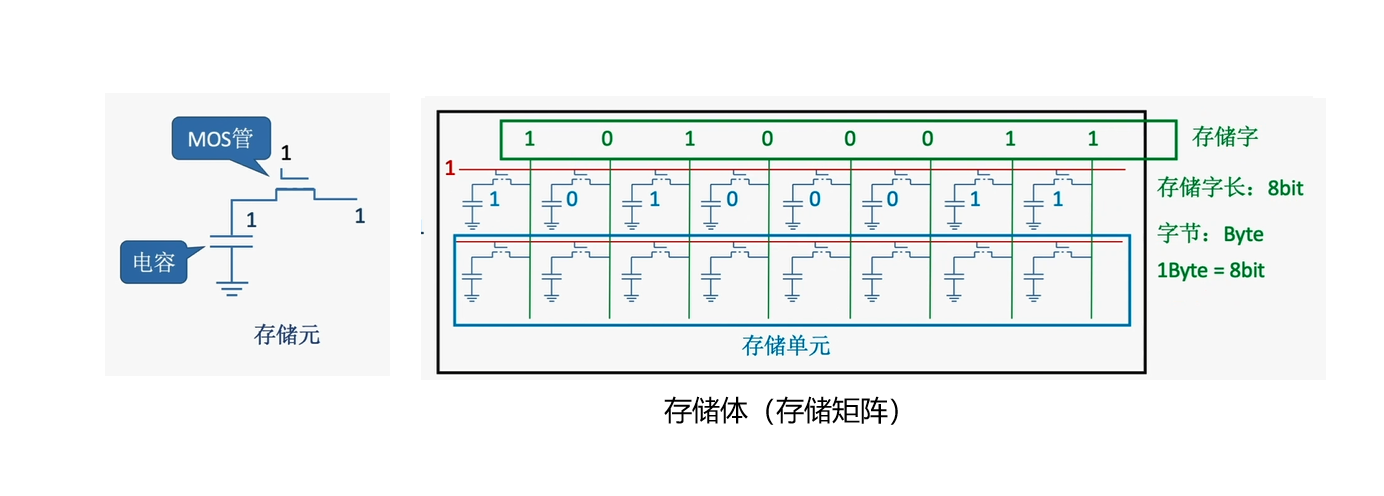 MOS管
1
1
1
电容
存储元
1 0 1 0 0 0 1 1
存储字
1
1 0 1 0 0 0 1 1
存储字长：8bit
字节：Byte
1Byte = 8bit
存储单元
存储体（存储矩阵）